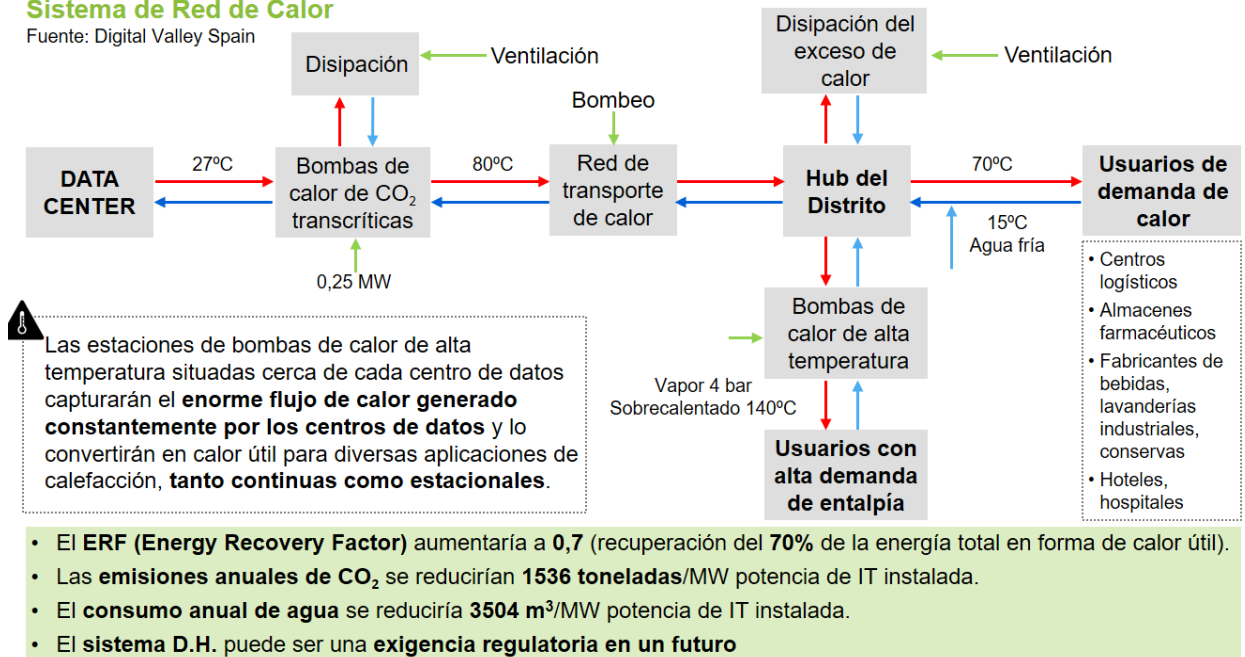 Sistema de Red de Calor
Fuente: Digital Valley Spain
Disipación
Ventilación
Disipación del
exceso de
calor
Ventilación
Bombeo
DATA
CENTER
27ºC
Bombas de
calor de CO₂
transcríticas
80ºC
Red de
transporte
de calor
Hub del
Distrito
70ºC
15ºC
Agua fría
Usuarios de
demanda de
calor
0,25 MW
• Centros
logísticos
• Almacenes
farmacéuticos
• Fabricantes de
bebidas,
lavanderías
industriales,
conservas
• Hoteles,
hospitales
Bombas de
calor de alta
temperatura
Vapor 4 bar
Sobrecalentado 140ºC
Usuarios con
alta demanda
de entalpía
Las estaciones de bombas de calor de alta
temperatura situadas cerca de cada centro de datos
capturarán el enorme flujo de calor generado
constantemente por los centros de datos y lo
convertirán en calor útil para diversas aplicaciones de
calefacción, tanto continuas como estacionales.
• El ERF (Energy Recovery Factor) aumentaría a 0,7 (recuperación del 70% de la energía total en forma de calor útil).
• Las emisiones anuales de CO₂ se reducirían 1536 toneladas/MW potencia de IT instalada.
• El consumo anual de agua se reduciría 3504 m³/MW potencia de IT instalada.
• El sistema D.H. puede ser una exigencia regulatoria en un futuro